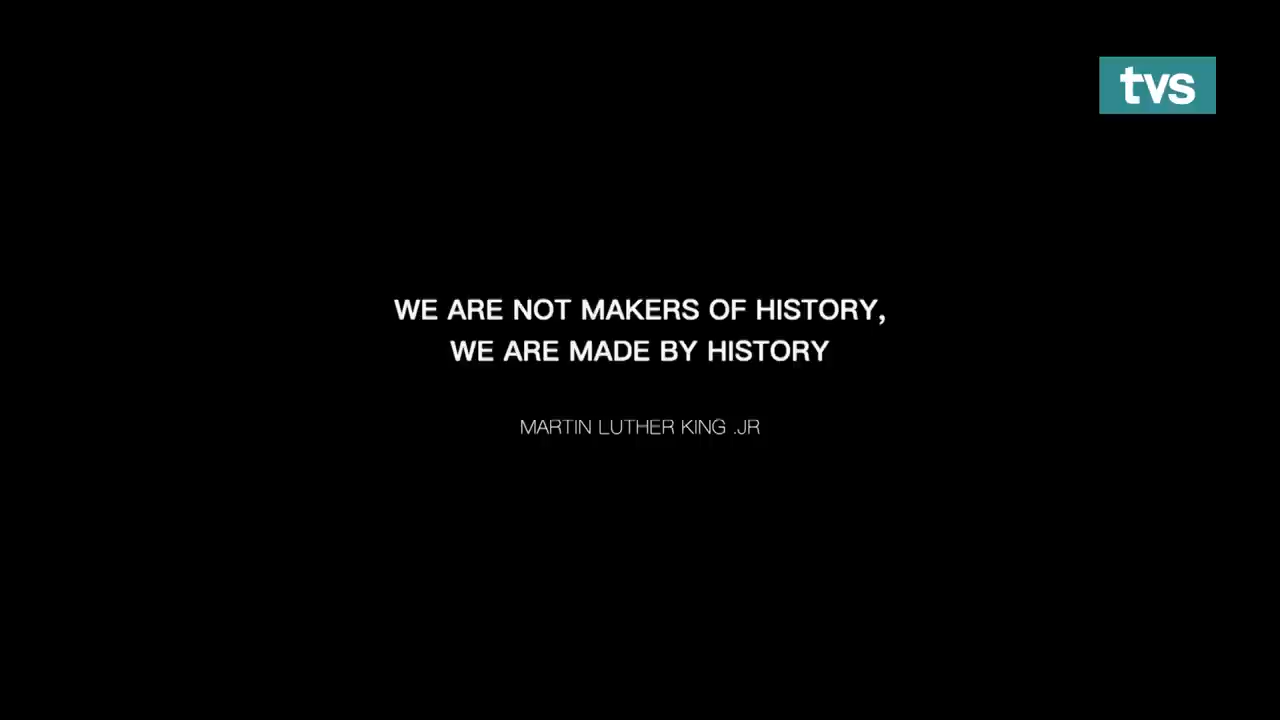 tvs
WE ARE NOT MAKERS OF HISTORY,
WE ARE MADE BY HISTORY
MARTIN LUTHER KING .JR